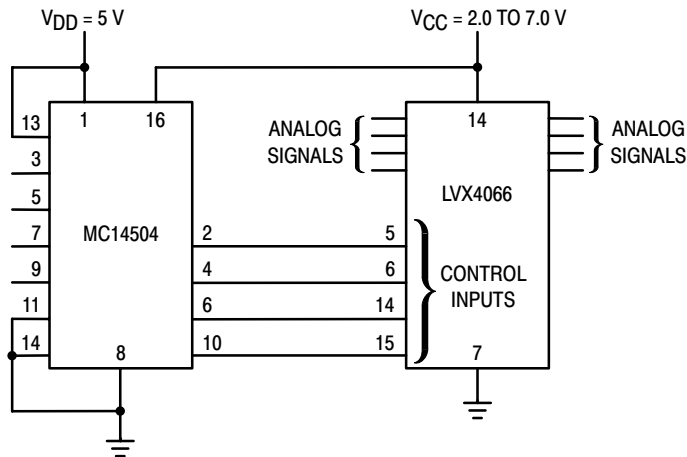 VDD = 5 V
VCC = 2.0 TO 7.0 V
13
1
16
3
5
7
9
11
14
MC14504
8
2
4
6
10
ANALOG
SIGNALS
14
LVX4066
ANALOG
SIGNALS
5
6
14
15
CONTROL
INPUTS
7